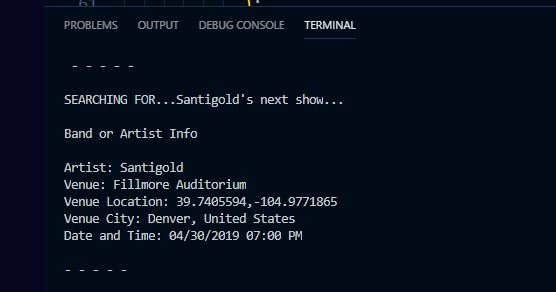 61 );
PROBLEMS OUTPUT DEBUG CONSOLE TERMINAL
- - - - -
SEARCHING FOR...Santigold's next show...
Band or Artist Info
Artist: Santigold
Venue: Fillmore Auditorium
Venue Location: 39.7405594,-104.9771865
Venue City: Denver, United States
Date and Time: 04/30/2019 07:00 PM
- - - - -